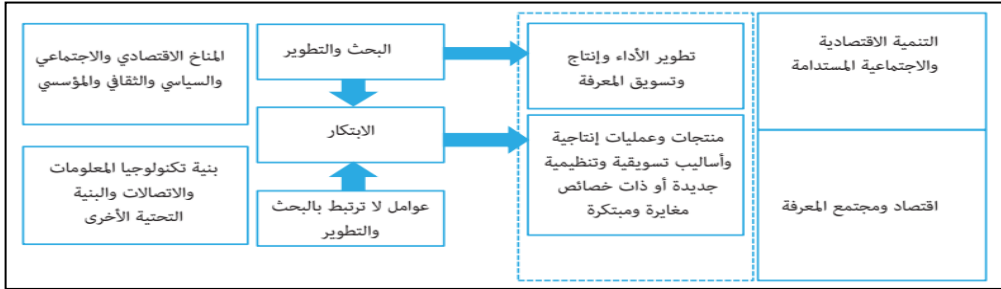 التنمية الاقتصادية
والاجتماعية المستدامة
اقتصاد ومجتمع المعرفة
تطوير الأداء وإنتاج
وتسويق المعرفة
منتجات وعمليات إنتاجية
وأساليب تسويقية وتنظيمية
جديدة أو ذات خصائص
مغايرة ومبتكرة
البحث والتطوير
الابتكار
عوامل لا ترتبط بالبحث
والتطوير
المناخ الاقتصادي والاجتماعي
والسياسي والثقافي والمؤسسي
بنية تكنولوجيا المعلومات
والاتصالات والبنية
التحتية الأخرى